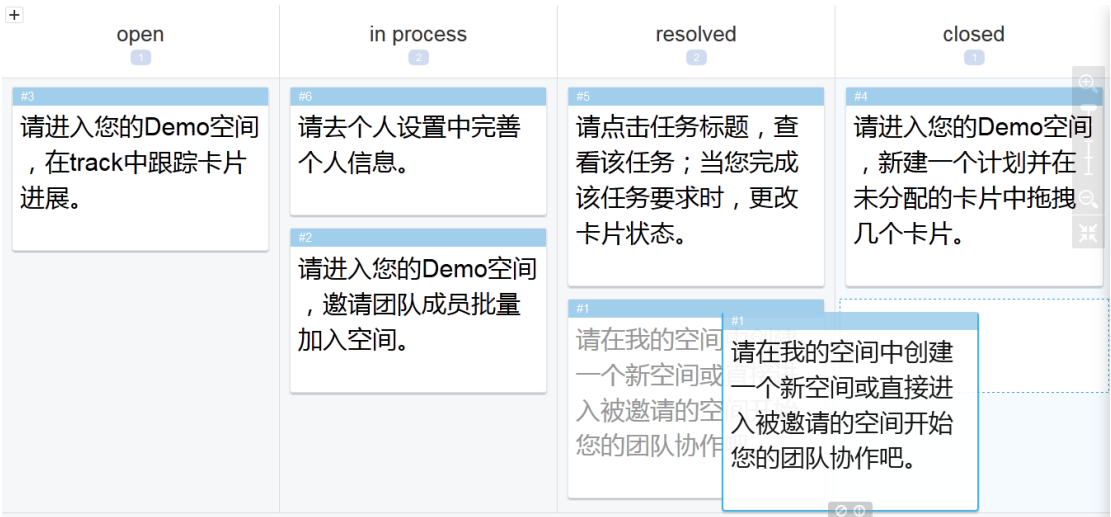 +
open
1
in process
2
resolved
2
closed
1
#3
请进入您的Demo空间
，在track中跟踪卡片
进展。
#6
请去个人设置中完善
个人信息。
#2
请进入您的Demo空间
，邀请团队成员批量
加入空间。
#5
请点击任务标题，查
看该任务；当您完成
该任务要求时，更改
卡片状态。
#1
请在我的空间
一个新空间或
入被邀请的空
您的团队协作
#4
请进入您的Demo空间
，新建一个计划并在
未分配的卡片中拖拽
几个卡片。
#1
请在我的空间中创建
一个新空间或直接进
入被邀请的空间开始
您的团队协作吧。